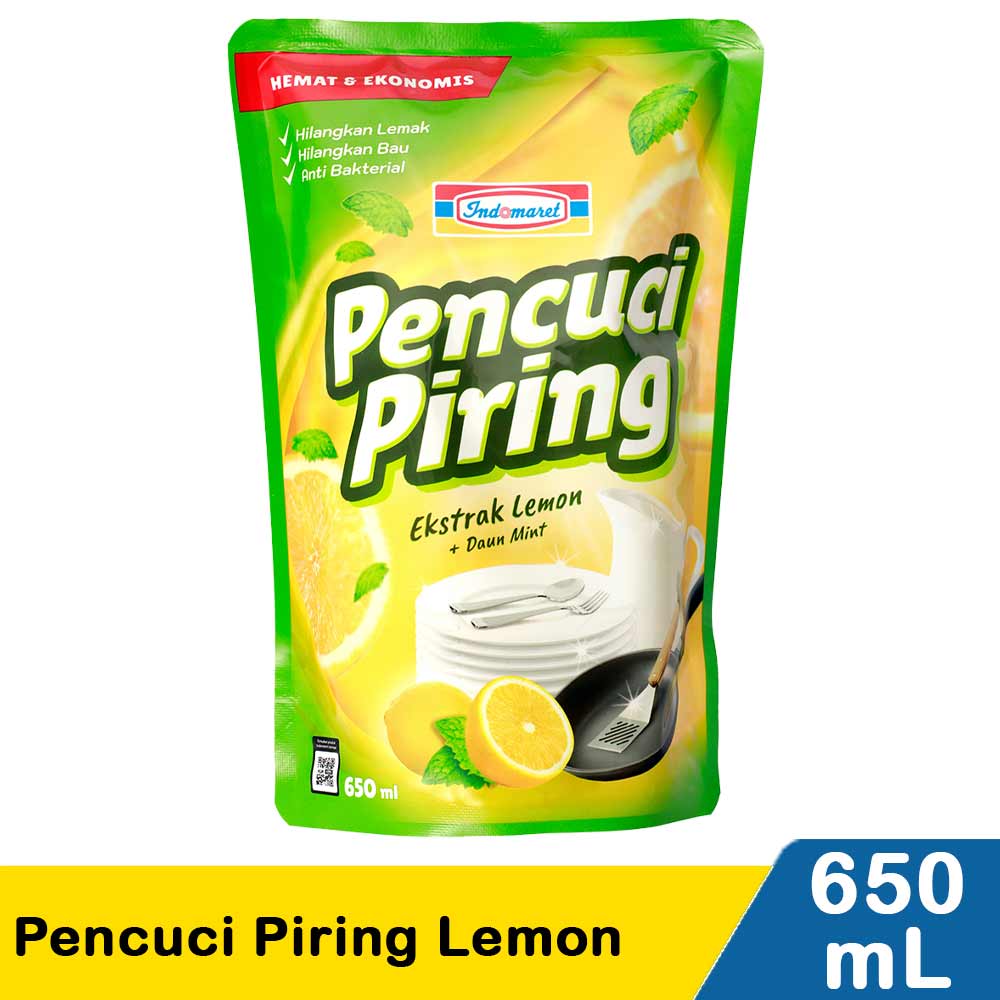 HEMAT & EKONOMIS
Hilangkan Lemak
Hilangkan Bau
Anti Bakterial
Indomaret
Pencuci
Piring
Ekstrak Lemon
+ Daun Mint
650 ml
Pencuci Piring Lemon
650
mL